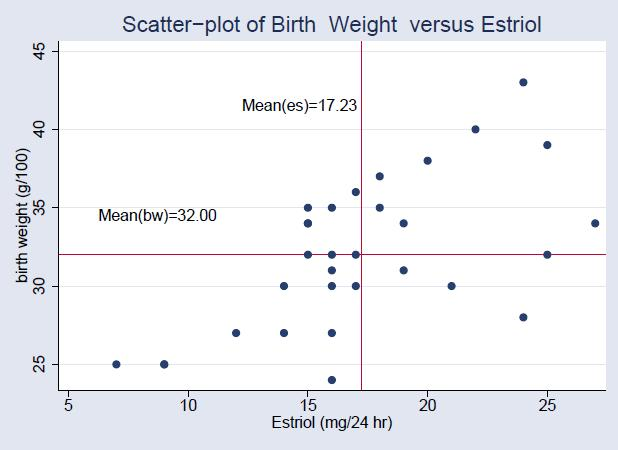 Scatter−plot of Birth  Weight  versus Estriol
45
Mean(es)=17.23
40
35
Mean(bw)=32.00
30
25
birth weight (g/100)
5 10 15 20 25
Estriol (mg/24 hr)